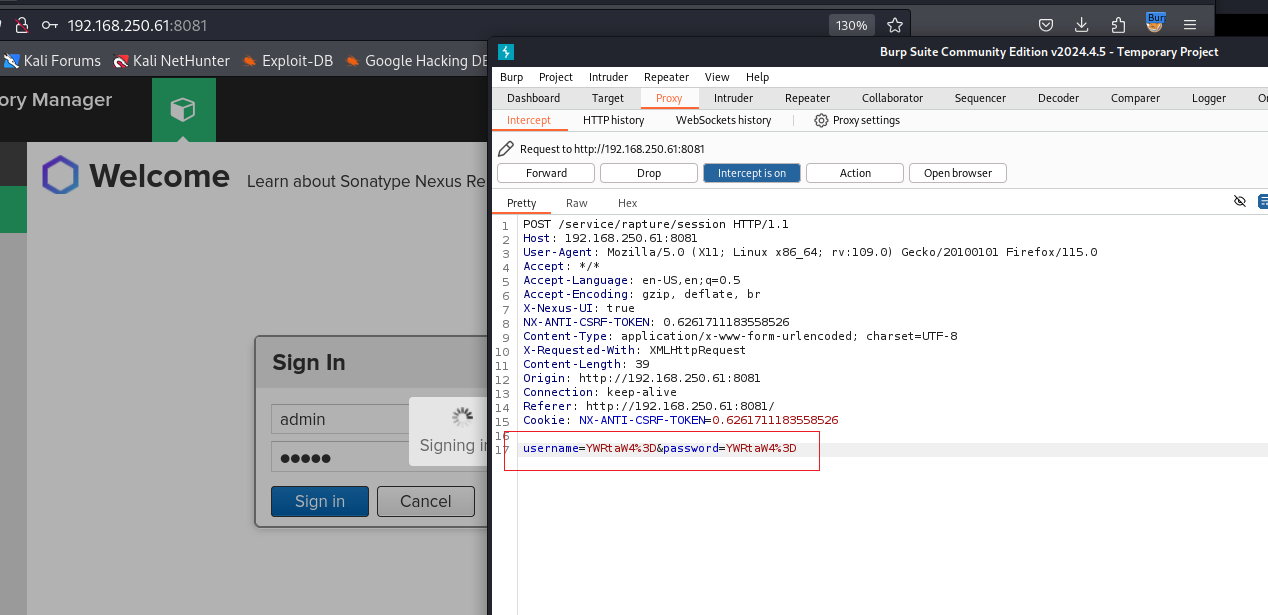 192.168.250.61:8081
130%
Kali Forums
Kali NetHunter
Exploit-DB
Google Hacking DE
ory Manager
Welcome
Learn about Sonatype Nexus Re
Sign In
admin
●●●●●
Signing in
Sign in
Cancel
Burp Suite Community Edition v2024.4.5 - Temporary Project
Burp Project Intruder Repeater View Help
Dashboard Target Proxy Intruder Repeater Collaborator Sequencer Decoder Comparer Logger Or
Intercept HTTP history WebSockets history Proxy settings
Request to http://192.168.250.61:8081
Forward Drop Intercept is on Action Open browser
Pretty Raw Hex
1 POST /service/rapture/session HTTP/1.1
2 Host: 192.168.250.61:8081
3 User-Agent: Mozilla/5.0 (X11; Linux x86_64; rv:109.0) Gecko/20100101 Firefox/115.0
4 Accept: */*
5 Accept-Language: en-US,en;q=0.5
6 Accept-Encoding: gzip, deflate, br
7 X-Nexus-UI: true
8 NX-ANTI-CSRF-TOKEN: 0.6261711183558526
9 Content-Type: application/x-www-form-urlencoded; charset=UTF-8
10 X-Requested-With: XMLHttpRequest
11 Content-Length: 39
12 Origin: http://192.168.250.61:8081
13 Connection: keep-alive
14 Referer: http://192.168.250.61:8081/
15 Cookie: NX-ANTI-CSRF-TOKEN=0.6261711183558526
16
17 username=YWRtaW4%3D&password=YWRtaW4%3D